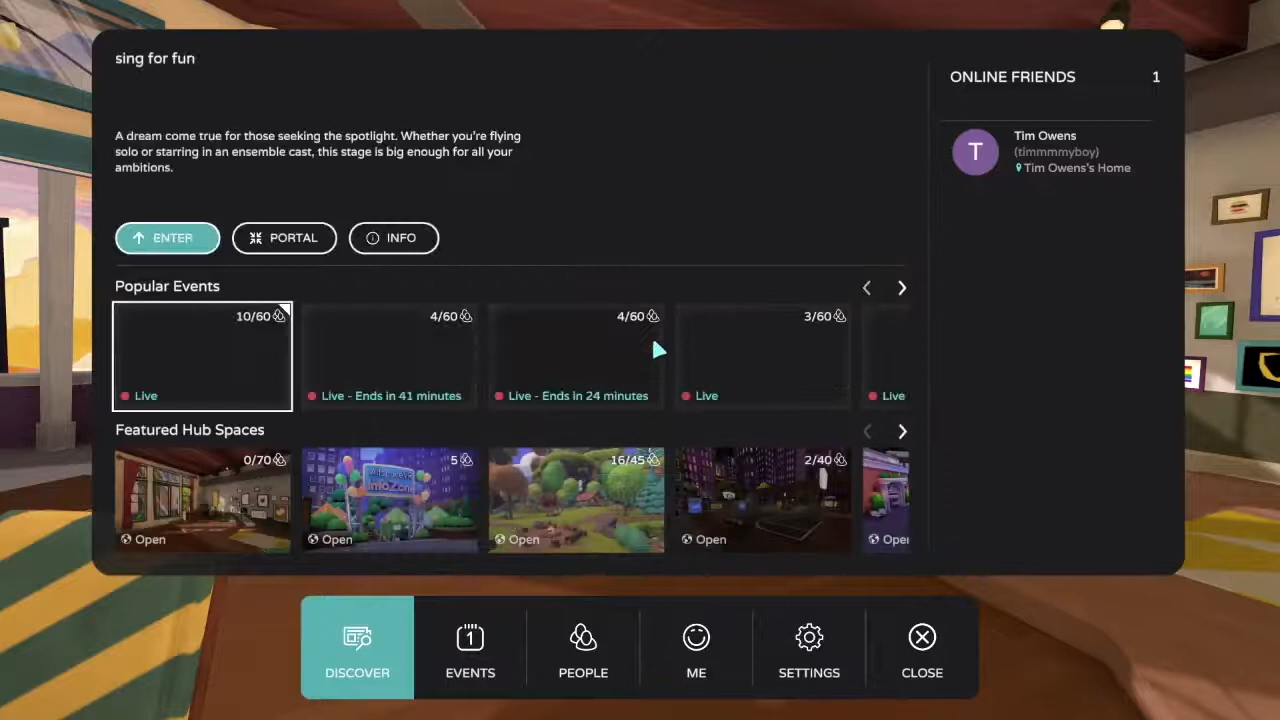 sing for fun
A dream come true for those seeking the spotlight. Whether you're flying
solo or starring in an ensemble cast, this stage is big enough for all your
ambitions.
ENTER
PORTAL
INFO
Popular Events
10/60
4/60
4/60
3/60
Live
Live - Ends in 41 minutes
Live - Ends in 24 minutes
Live
Live
Featured Hub Spaces
0/70
5
16/45
2/40
Open
Open
Open
Open
Oper
ONLINE FRIENDS 1
T
Tim Owens
(timmmmyboy)
Tim Owens's Home
DISCOVER
1
EVENTS
PEOPLE
ME
SETTINGS
CLOSE